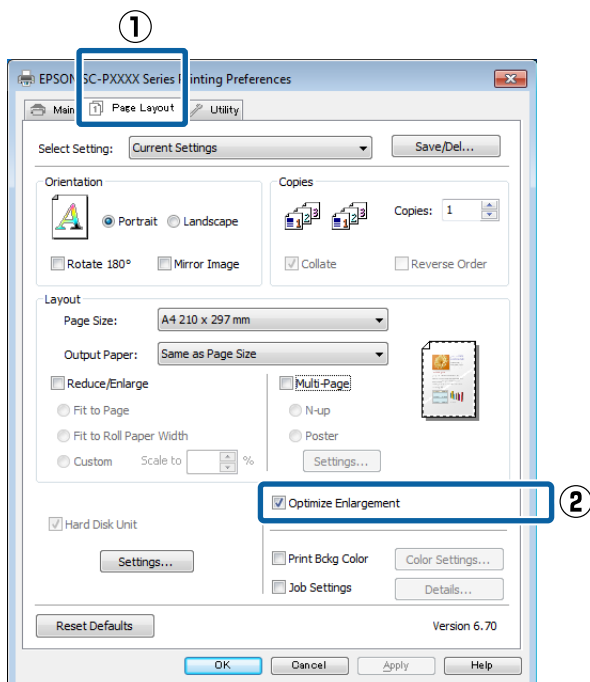 ①
EPSON SC-PXXXX Series Printing Preferences
Main Page Layout Utility
Select Setting: Current Settings Save/Del...
Orientation
Portrait Landscape
Rotate 180° Mirror Image
Copies
Copies: 1
Collate Reverse Order
Layout
Page Size: A4 210 x 297 mm
Output Paper: Same as Page Size
Reduce/Enlarge
Fit to Page
Fit to Roll Paper Width
Custom Scale to %
Multi-Page
N-up
Poster
Settings...
Optimize Enlargement ②
Hard Disk Unit
Settings...
Print Bckg Color Color Settings...
Job Settings Details...
Reset Defaults Version 6.70
OK Cancel Apply Help